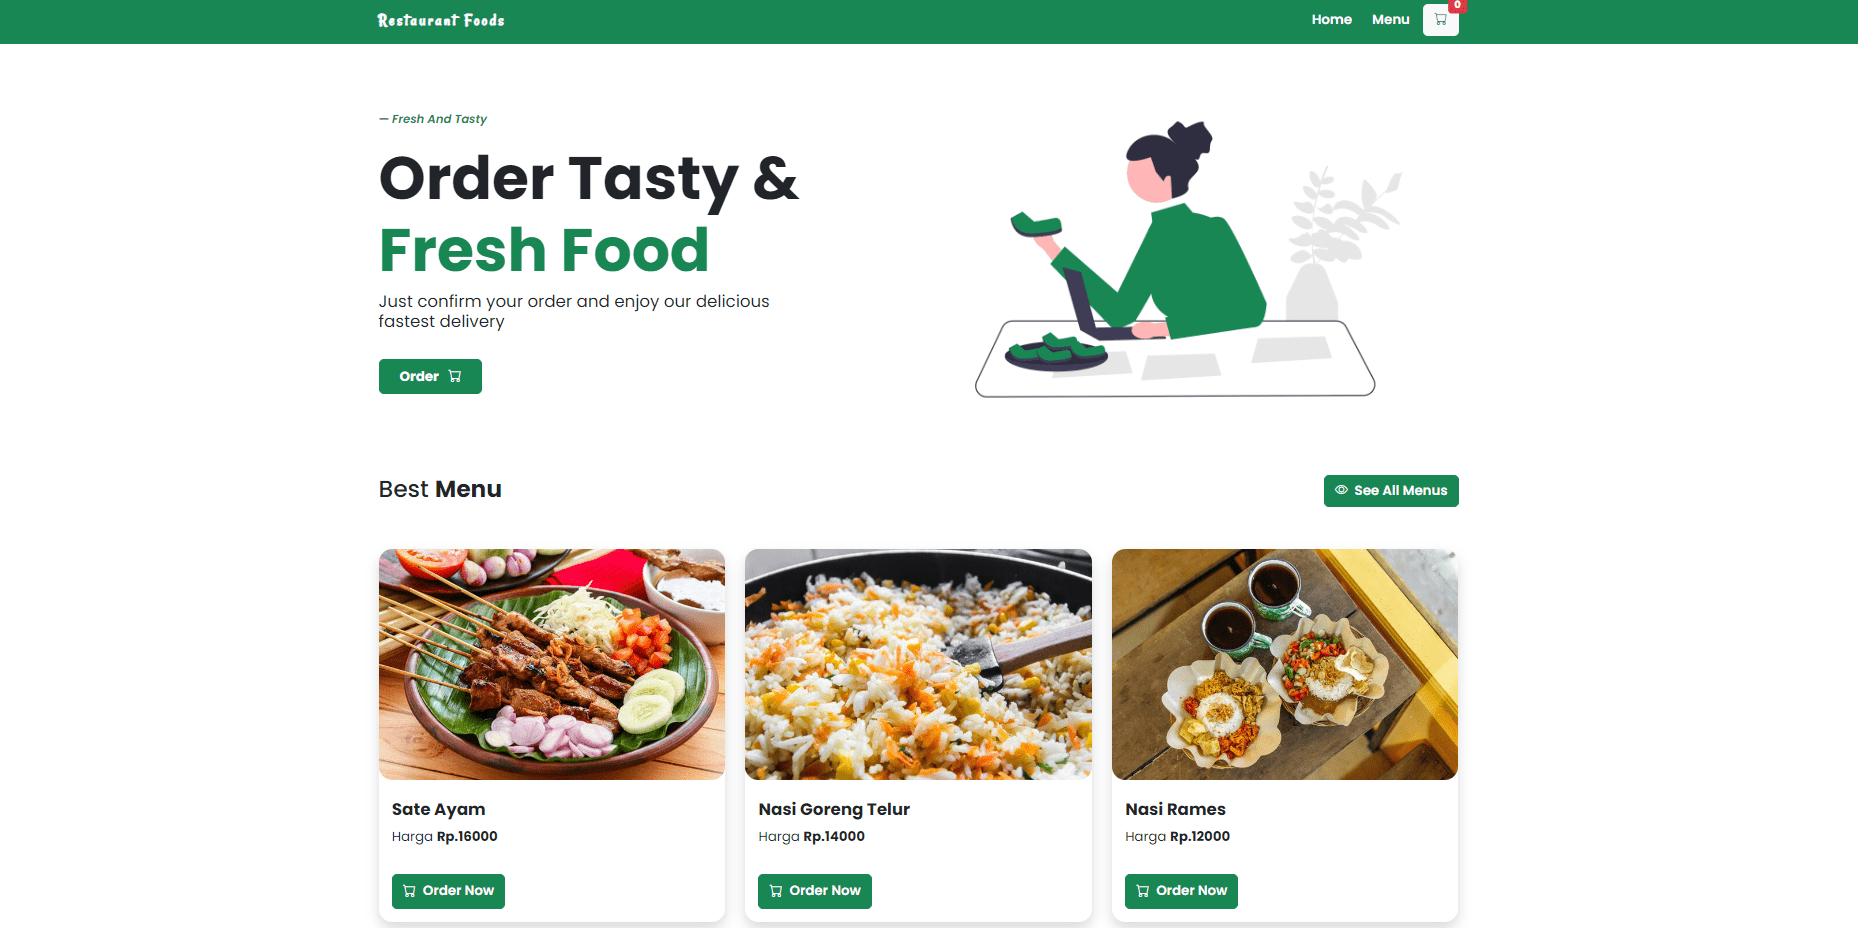 Restaurant Foods
Home
Menu
0
— Fresh And Tasty
Order Tasty &
Fresh Food
Just confirm your order and enjoy our delicious
fastest delivery
Order
Best Menu
See All Menus
Sate Ayam
Harga Rp.16000
Order Now
Nasi Goreng Telur
Harga Rp.14000
Order Now
Nasi Rames
Harga Rp.12000
Order Now